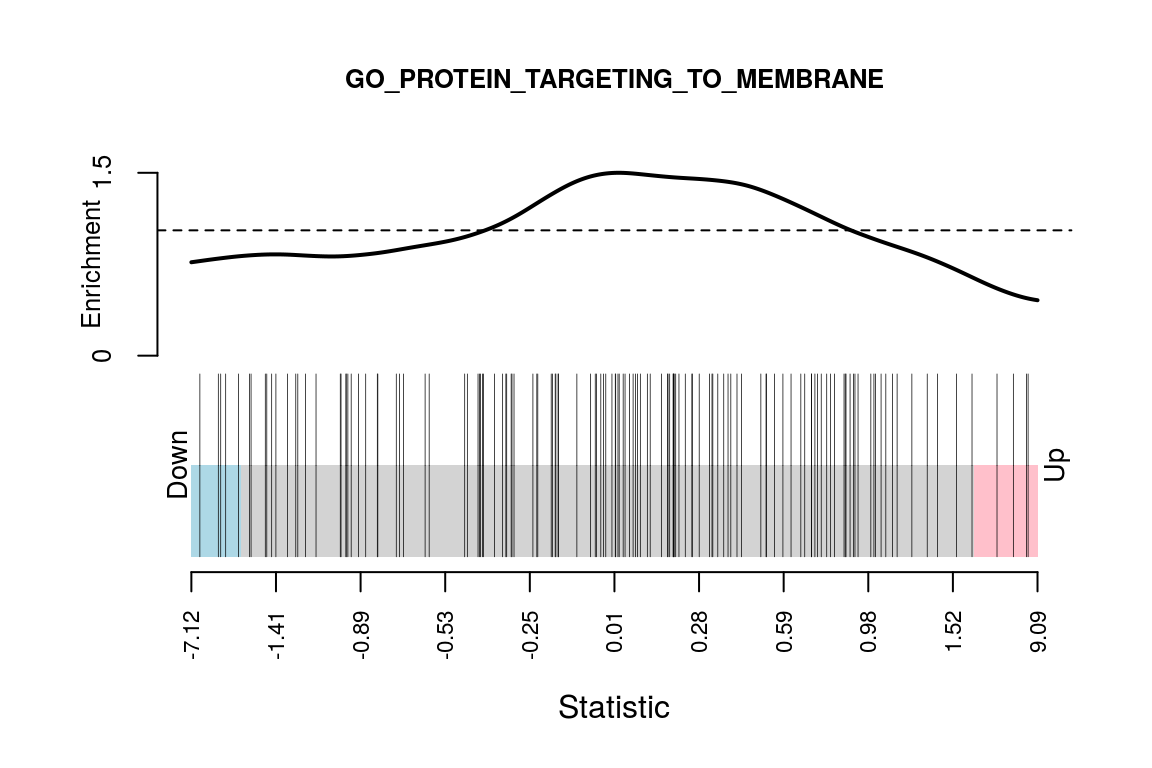 GO_PROTEIN_TARGETING_TO_MEMBRANE
Enrichment
1.5
0
Down
Up
-7.12
-1.41
-0.89
-0.53
-0.25
0.01
0.28
0.59
0.98
1.52
9.09
Statistic